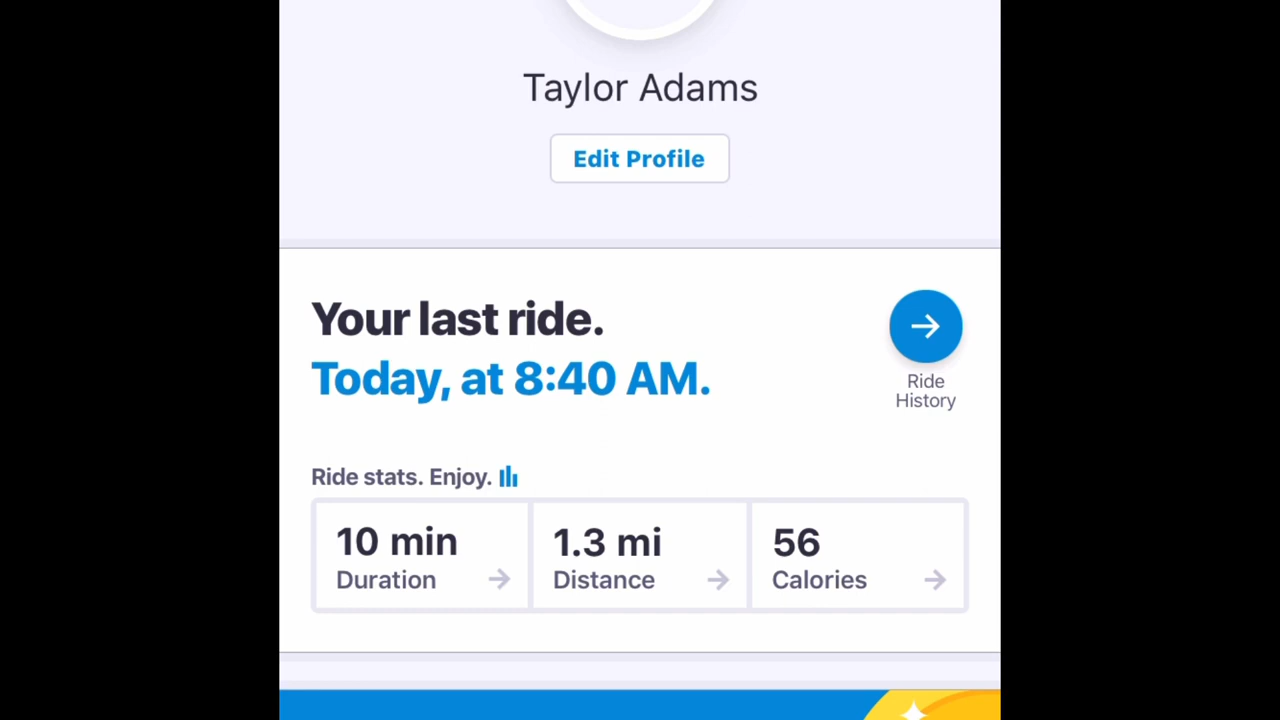 Taylor Adams
Edit Profile
Your last ride.
Today, at 8:40 AM.
Ride
History
Ride stats. Enjoy.
10 min
Duration
1.3 mi
Distance
56
Calories